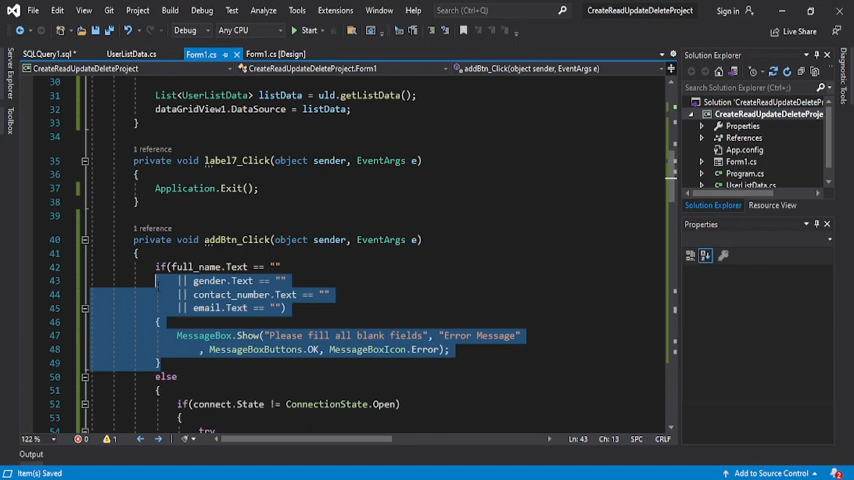 File Edit View Git Project Build Debug Test Analyze Tools Extensions Window Help Search (Ctrl+Q) CreateReadUpdateDeleteProject Sign in
Debug Any CPU Start Live Share
SQLQuery1.sql * UserListData.cs Form1.cs Form1.cs [Design]
CreateReadUpdateDeleteProject CreateReadUpdateDeleteProject.Form1 addBtn_Click(object sender, EventArgs e)
Server Explorer
Toolbox
30
31 List<UserListData> listData = uld.getListData();
32 dataGridView1.DataSource = listData;
33 }
34
1 reference
35 private void label7_Click(object sender, EventArgs e)
36 {
37 Application.Exit();
38 }
39
1 reference
40 private void addBtn_Click(object sender, EventArgs e)
41 {
42 if(full_name.Text == ""
43 || gender.Text == ""
44 || contact_number.Text == ""
45 || email.Text == "")
46 {
47 MessageBox.Show("Please fill all blank fields", "Error Message"
48 , MessageBoxButtons.OK, MessageBoxIcon.Error);
49 }
50 else
51 {
52 if(connect.State != ConnectionState.Open)
53 {
54 try
122 % 0 1 Ln: 43 Ch: 13 SPC CRLF
Output
Solution Explorer
Search Solution Explorer (Ctrl+;)
Solution 'CreateReadUpdateDeleteP
CreateReadUpdateDeleteProje
Properties
References
App.config
Form1.cs
Program.cs
UserListData.cs
Solution Explorer Resource View
Properties
Diagnostic Tools
Item(s) Saved Add to Source Control 2